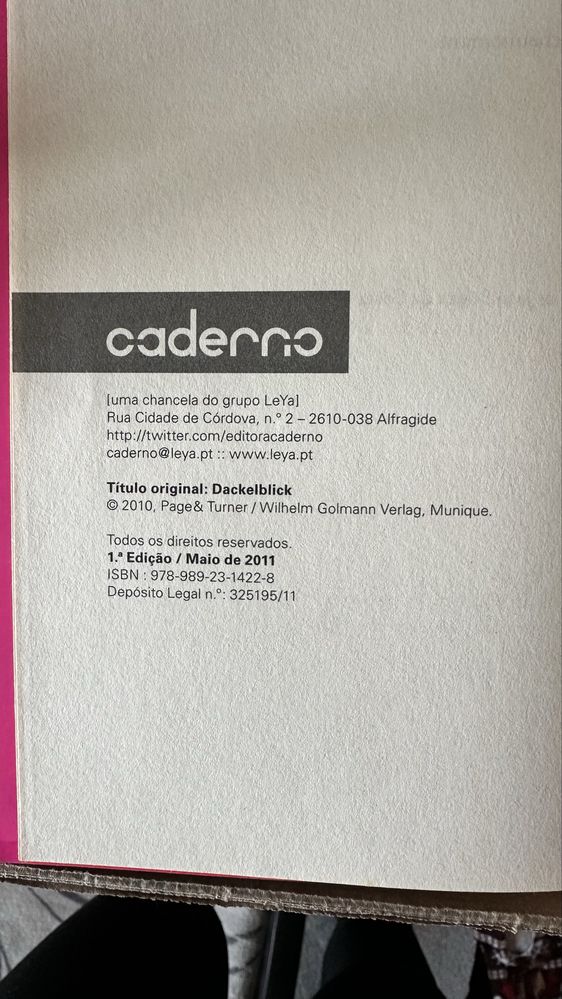 caderno
[uma chancela do grupo LeYa]
Rua Cidade de Córdova, n.º 2 – 2610-038 Alfragide
http://twitter.com/editoracaderno
caderno@leya.pt :: www.leya.pt
Título original: Dackelblick
© 2010, Page& Turner / Wilhelm Golmann Verlag, Munique.
Todos os direitos reservados.
1.ª Edição / Maio de 2011
ISBN : 978-989-23-1422-8
Depósito Legal n.º: 325195/11